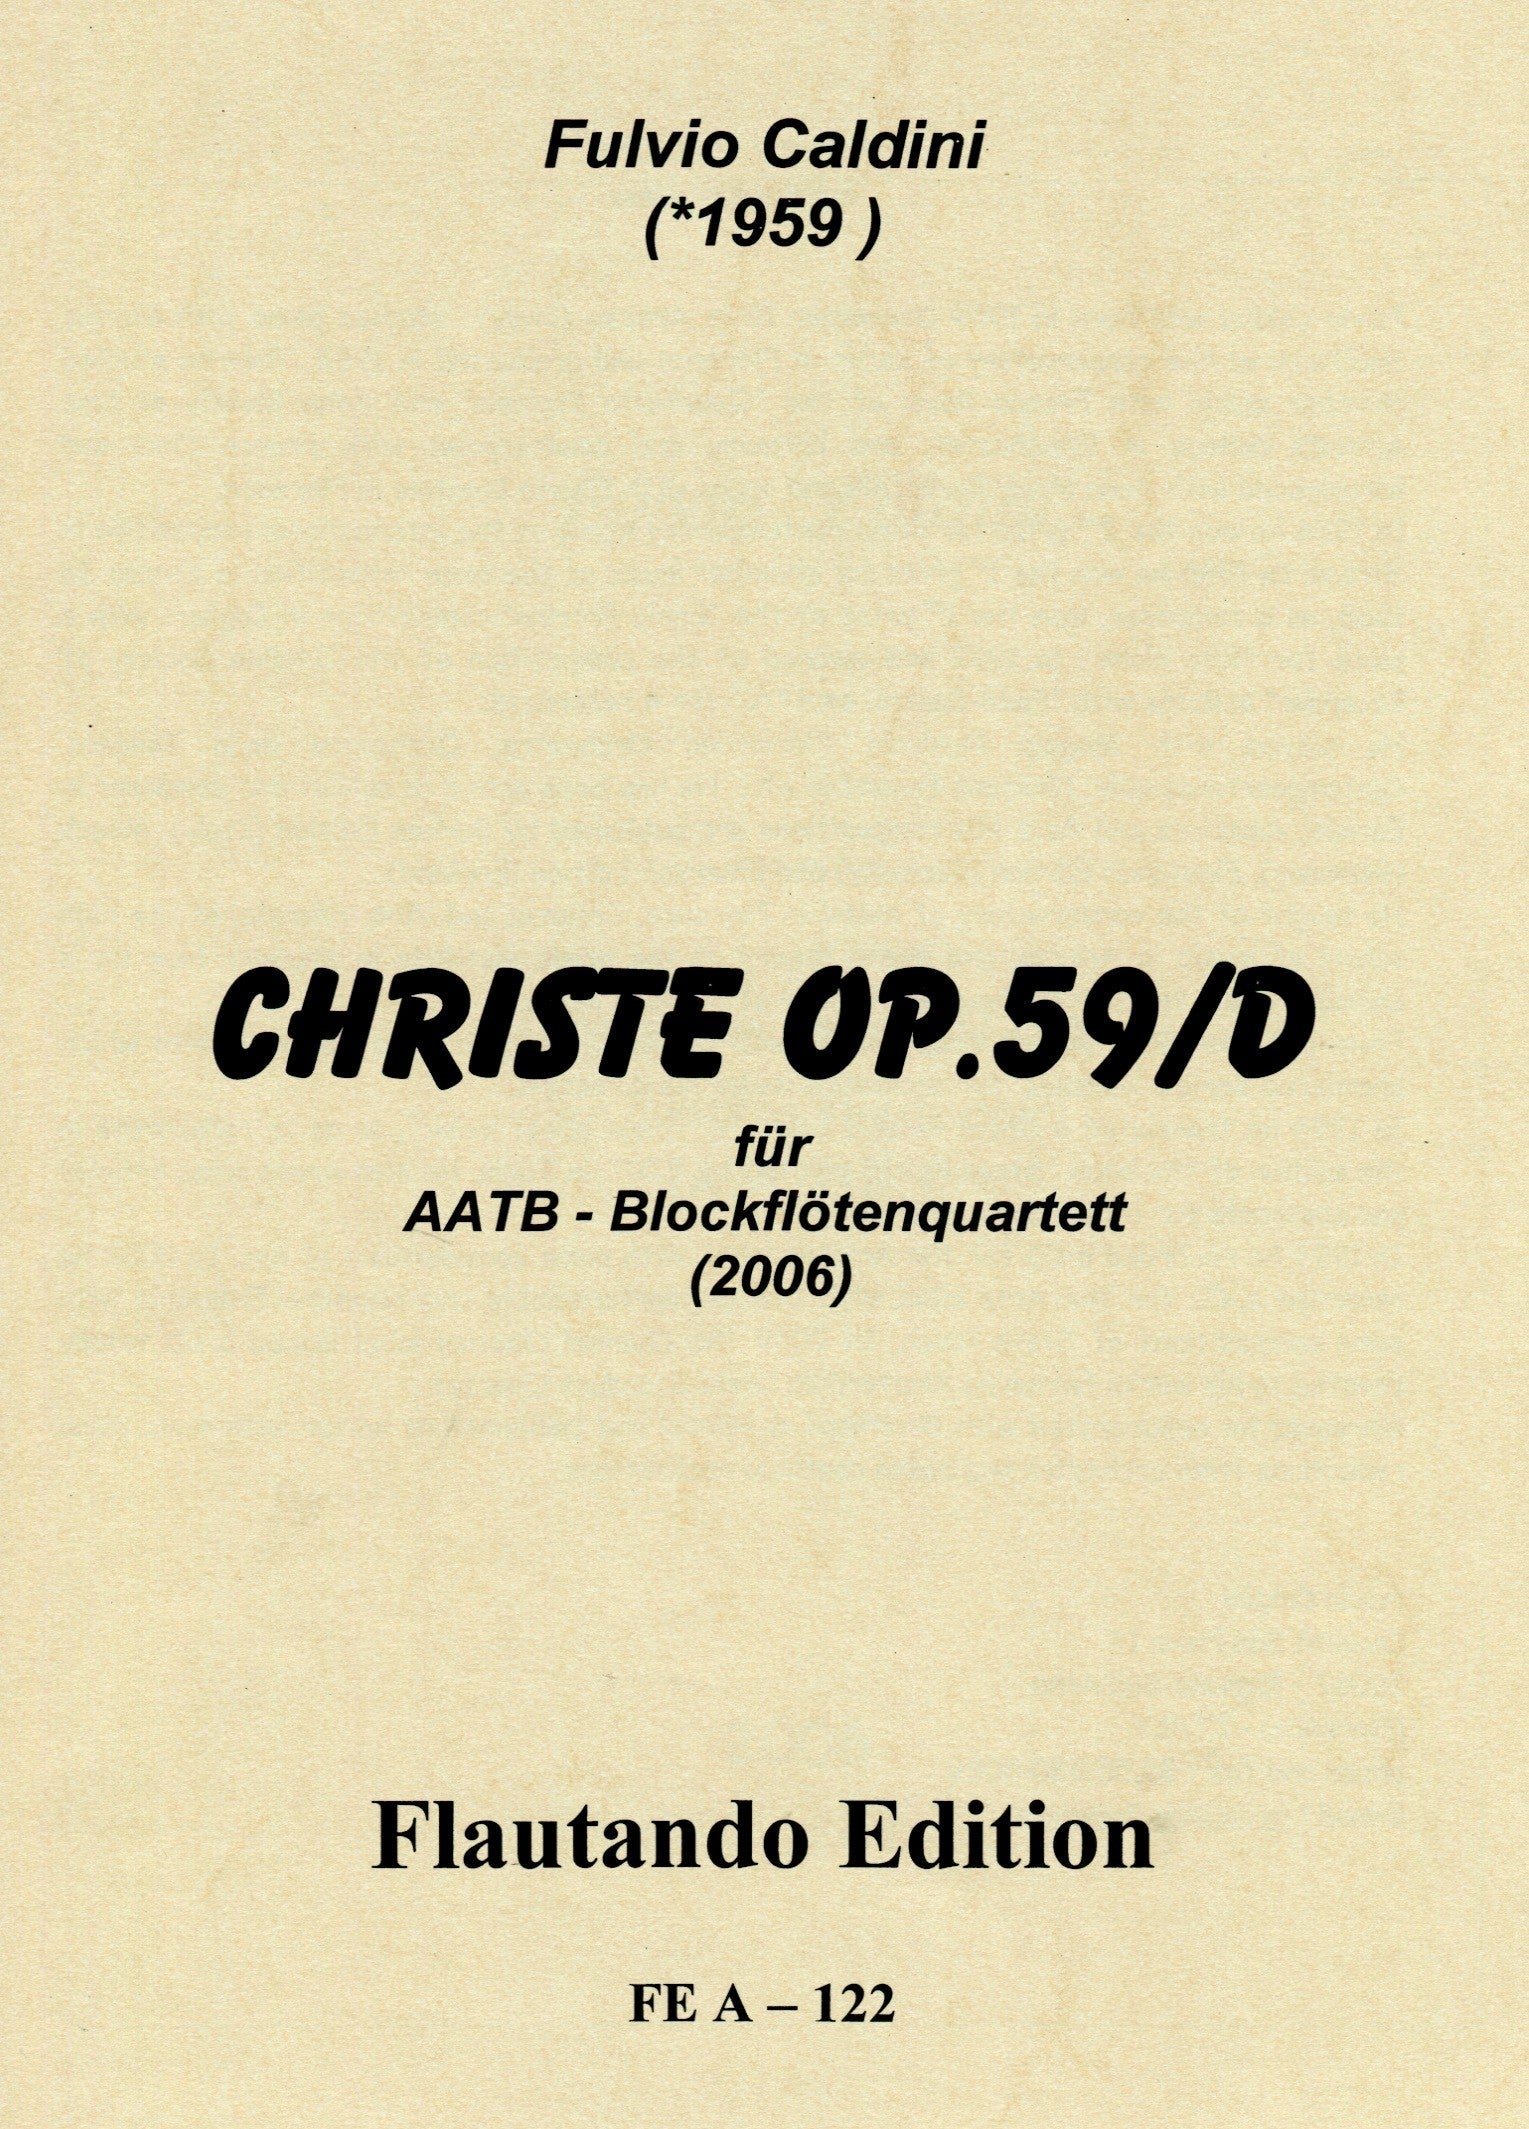 Fulvio Caldini
(*1959 )
CHRISTE OP.59/D
für
AATB - Blockflötenquartett
(2006)
Flautando Edition
FE A – 122